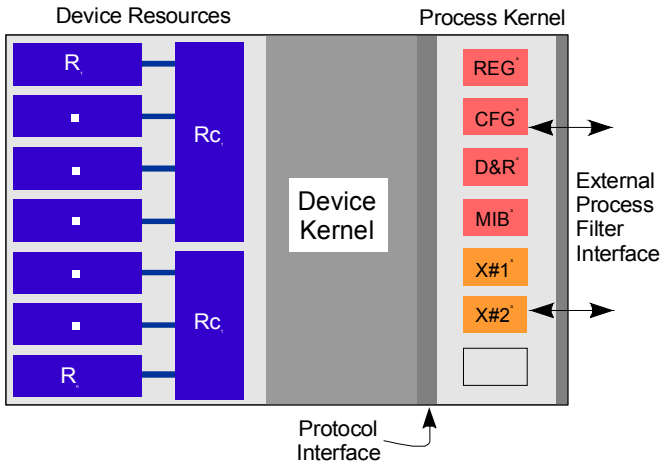 Device Resources
Process Kernel
R
REG*
CFG*
Rc
D&R*
External
Process
Filter
Interface
Device
Kernel
MIB*
X#1*
Rc
X#2*
R
Protocol
Interface